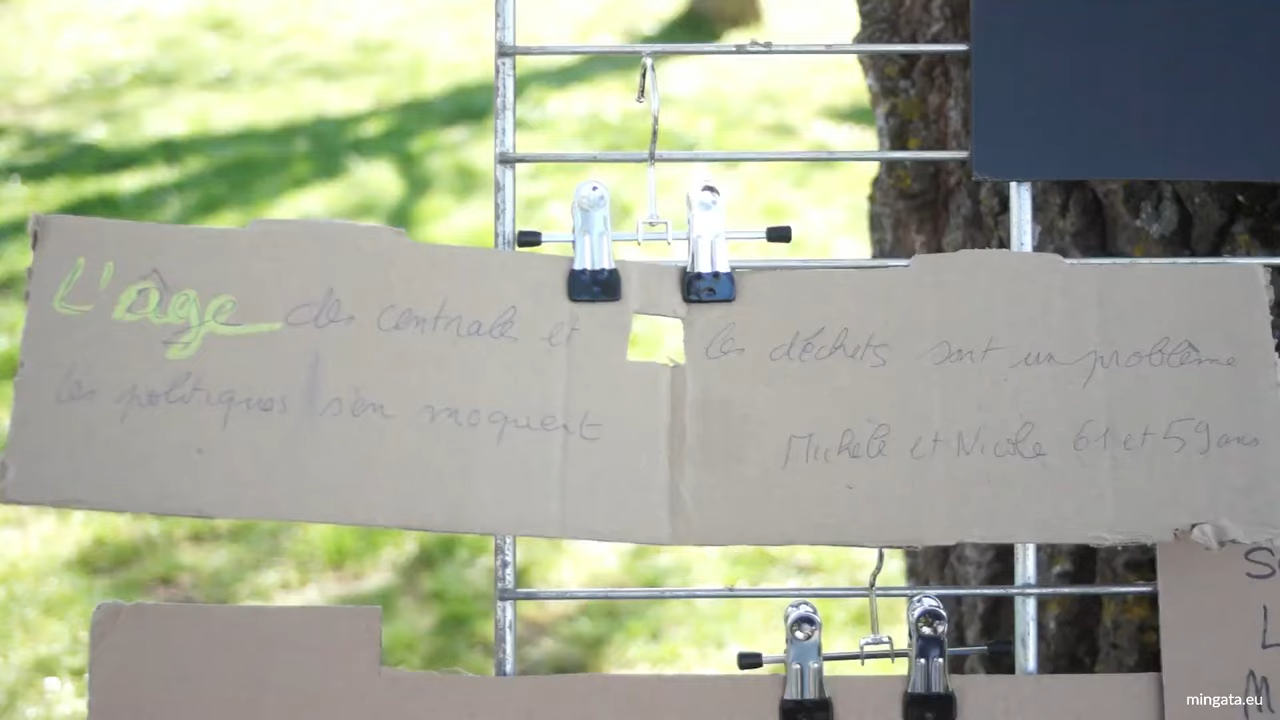 L'âge des centrales et les déchets sont un problème
les politiques s'en moquent
Michèle et Nicole 61 et 59 ans
S
L
M
mingata.eu